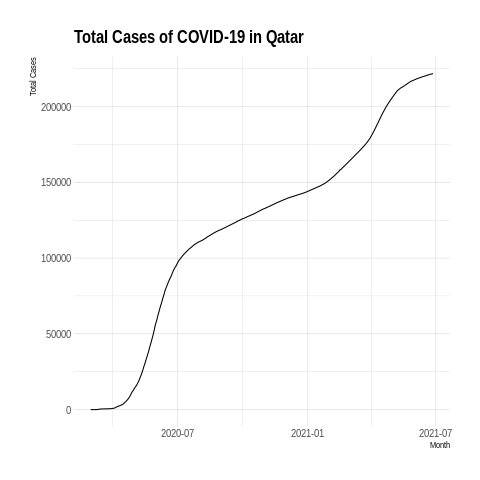 Total Cases of COVID-19 in Qatar
Total Cases
200000
150000
100000
50000
0
2020-07 2021-01 2021-07
Month